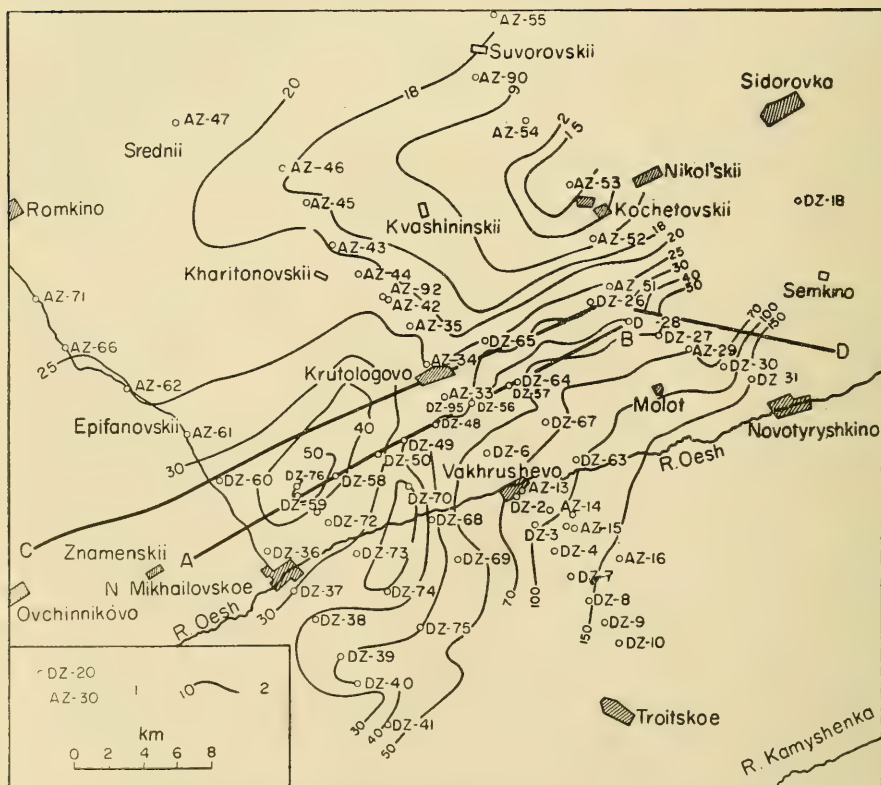 AZ-55
Suvorovskii
AZ-90
20
18
9
Sidorovka
AZ-47
AZ-54
2
1.5
Srednii
AZ-46
AZ-53
Nikol'skii
Romkino
AZ-45
Kvashininskii
Kochetovskii
DZ-18
AZ-43
AZ-52
18
20
Kharitonovskii
AZ-44
25
30
AZ-92
AZ-42
AZ-51
40
50
Semkino
AZ-71
DZ-26
AZ-35
D -28
70
100
150
AZ-66
DZ-65
B
DZ-27
D
25
AZ-34
AZ-29
DZ-30
Krutologovo
DZ-64
DZ 31
AZ-62
AZ-33
DZ-57
DZ-95
DZ-56
Molot
Epifanovskii
40
DZ-48
DZ-67
Novotyryshkino
AZ-61
DZ-49
50
DZ-6
R. Oesh
30
DZ-76
DZ-50
Vakhrushevo
DZ-63
DZ-60
DZ-58
DZ-70
AZ-13
DZ-59
DZ-2
AZ-14
C
DZ-72
DZ-68
DZ-3
AZ-15
Znamenskii
A
DZ-36
DZ-73
DZ-69
DZ-4
AZ-16
N Mikhailovskoe
DZ-7
Ovchinnikovo
DZ-37
DZ-74
70
100
DZ-8
30
R. Oesh
DZ-38
DZ-75
DZ-9
150
DZ-10
DZ-39
DZ-20
AZ-30
1
10
2
DZ-40
Troitskoe
30
40
DZ-41
50
km
0 2 4 6 8
R. Kamyshenka